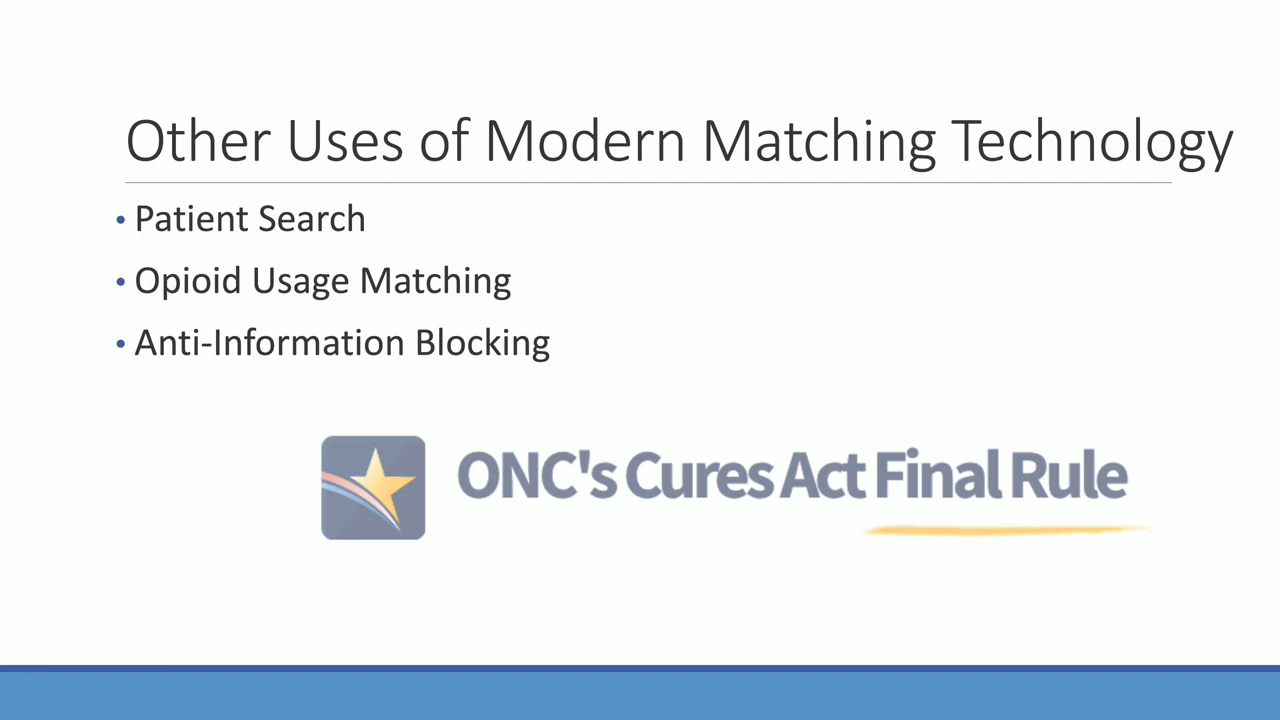 Other Uses of Modern Matching Technology
• Patient Search
• Opioid Usage Matching
• Anti-Information Blocking
ONC's Cures Act Final Rule